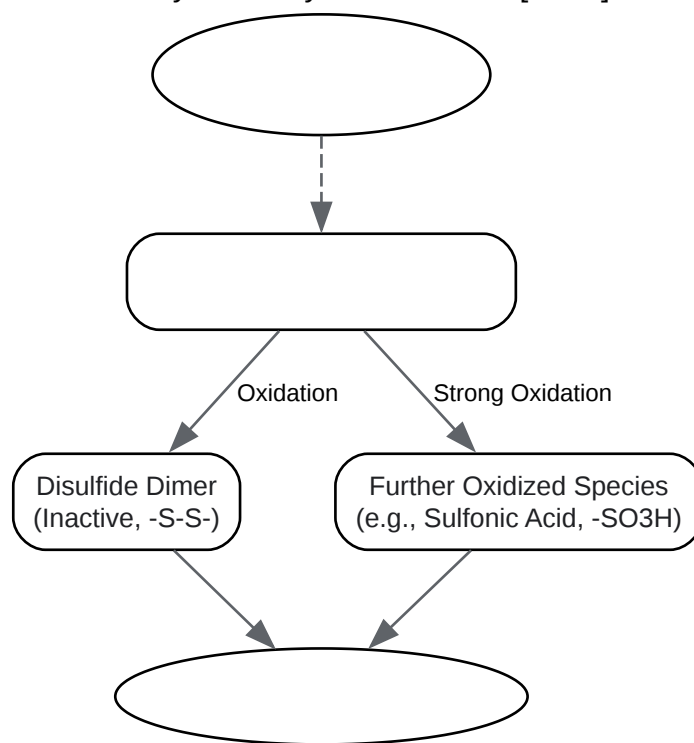 Oxidation
Strong Oxidation
Disulfide Dimer
(Inactive, -S-S-)
Further Oxidized Species
(e.g., Sulfonic Acid, -SO3H)